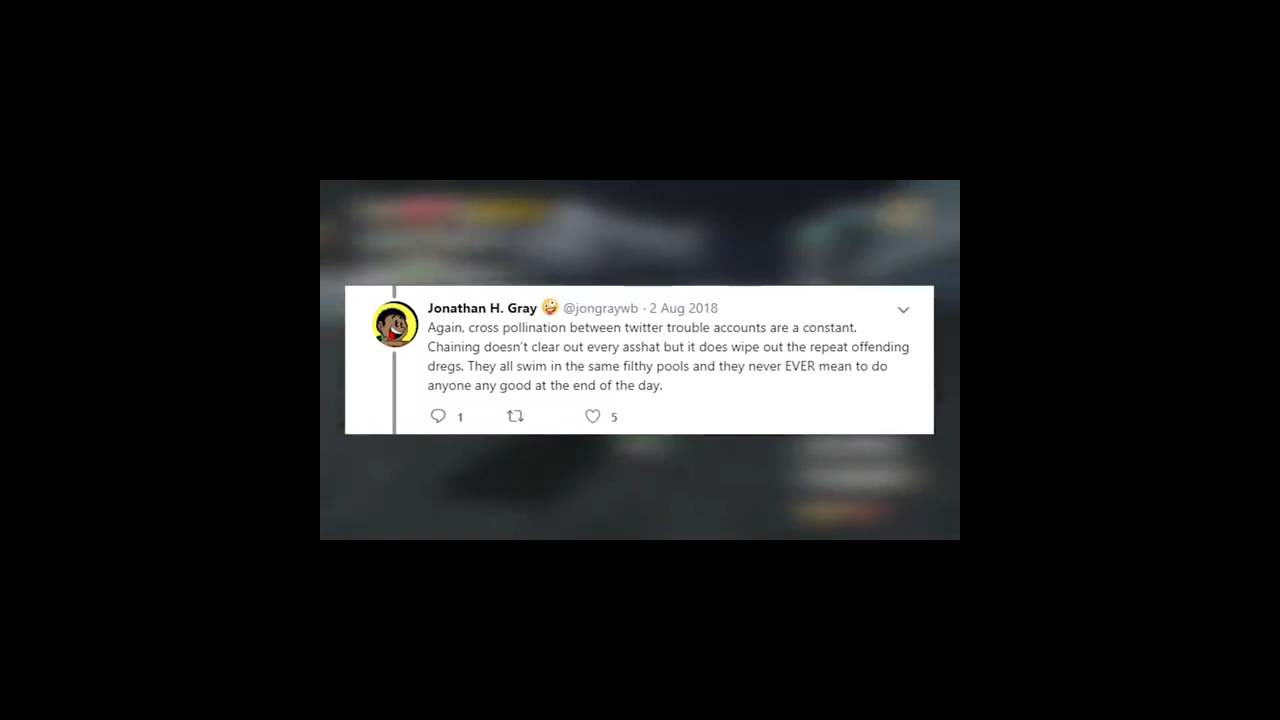 Jonathan H. Gray 🤪 @jongraywb · 2 Aug 2018
Again, cross pollination between twitter trouble accounts are a constant.
Chaining doesn't clear out every asshat but it does wipe out the repeat offending
dregs. They all swim in the same filthy pools and they never EVER mean to do
anyone any good at the end of the day.
1 5